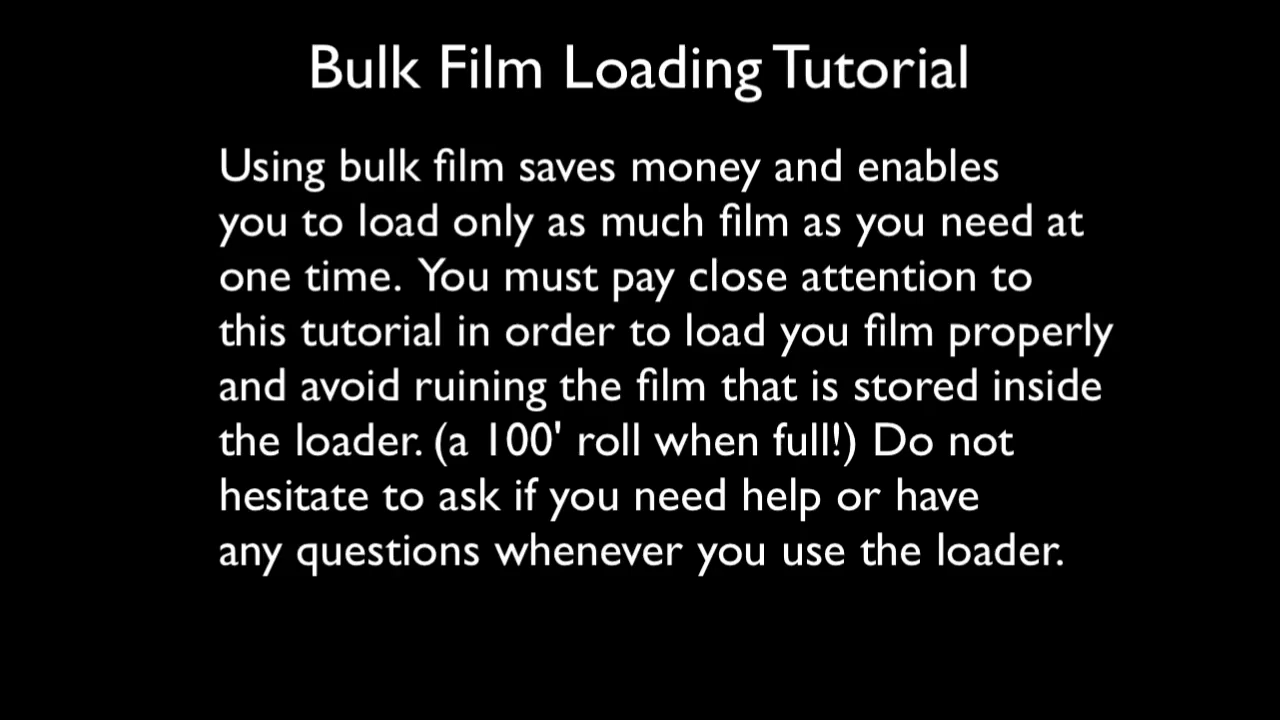 Bulk Film Loading Tutorial
Using bulk film saves money and enables
you to load only as much film as you need at
one time.  You must pay close attention to
this tutorial in order to load you film properly
and avoid ruining the film that is stored inside
the loader. (a 100' roll when full!) Do not
hesitate to ask if you need help or have
any questions whenever you use the loader.